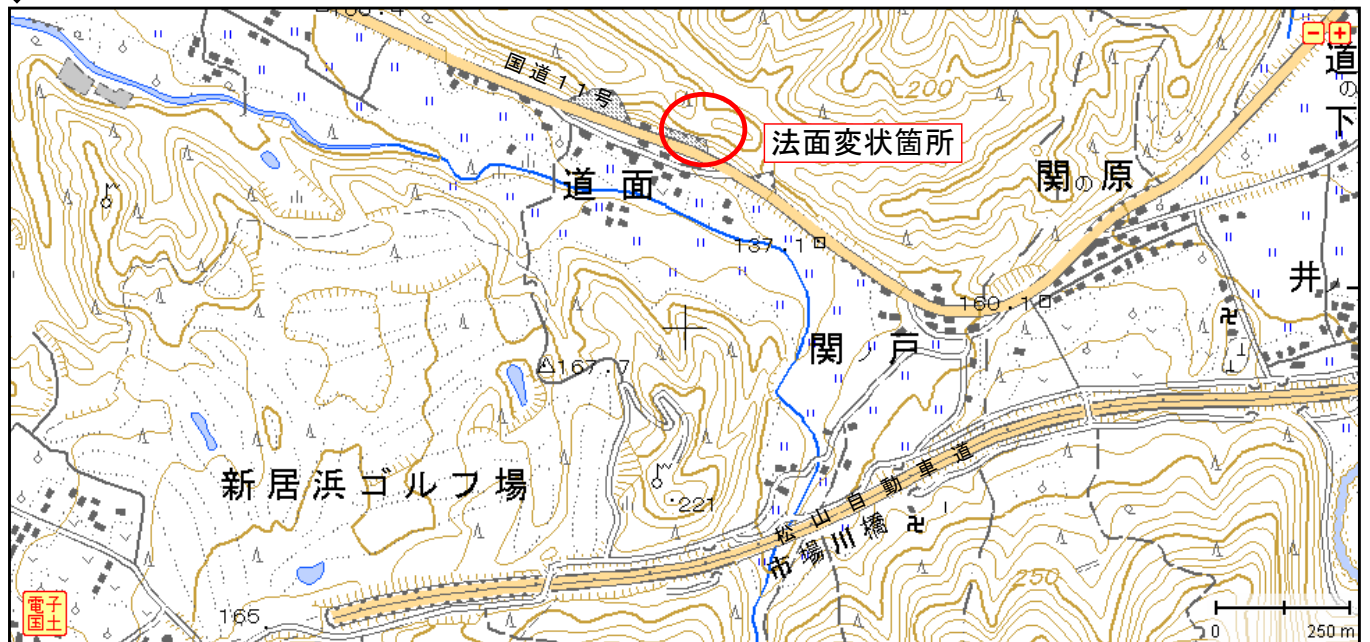 国道11号
200
道の下
法面変状箇所
関の原
道面
137.1
160.1
井ノ上
関ノ戸
167.7
新居浜ゴルフ場
221
松山自動車道
市場川橋
250
165.
電子国土
0
250 m